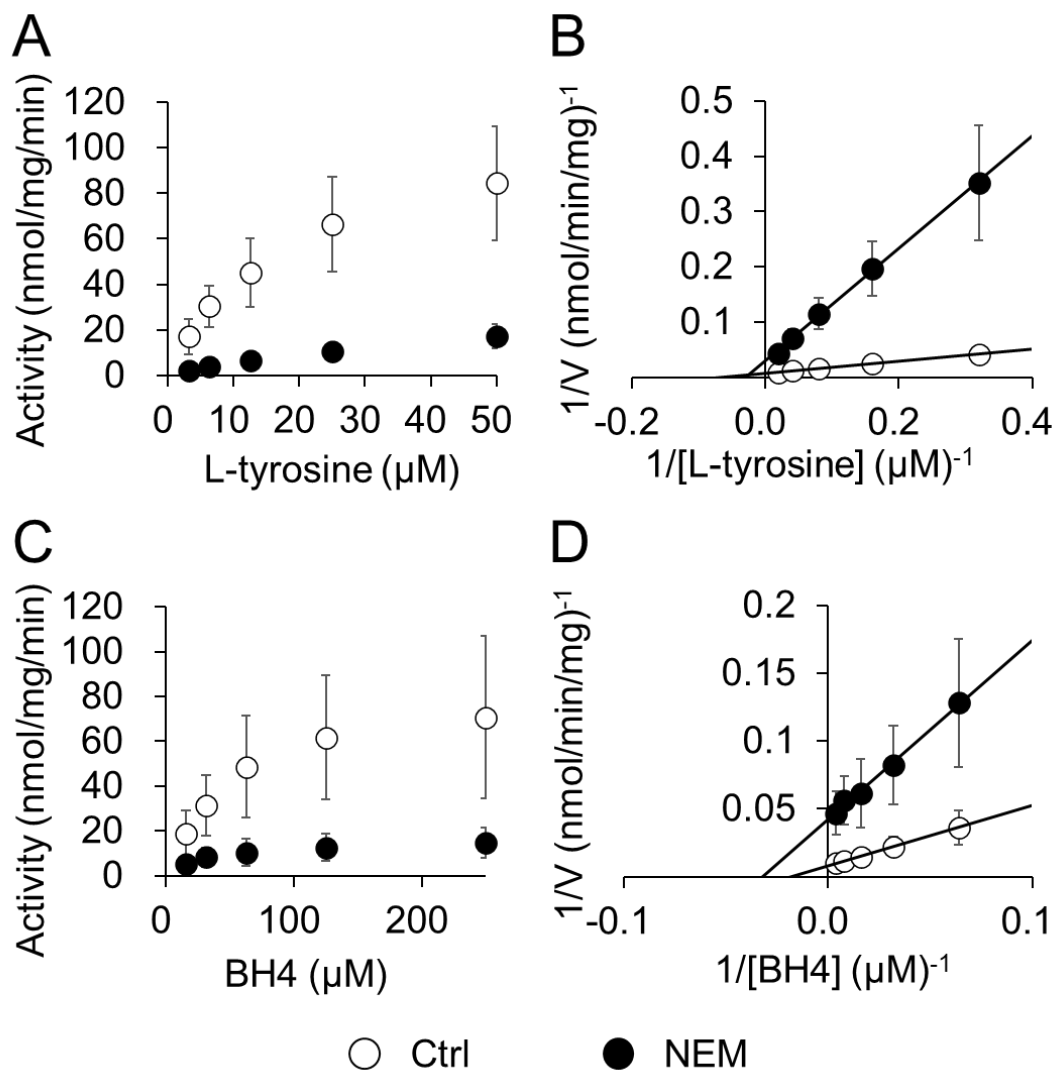 A
Activity (nmol/mg/min)
120
100
80
60
40
20
0
0 10 20 30 40 50
L-tyrosine (µM)
B
1/V (nmol/min/mg)-1
0.5
0.4
0.3
0.2
0.1
-0.2 0.0 0.2 0.4
1/[L-tyrosine] (µM)-1
C
Activity (nmol/mg/min)
120
100
80
60
40
20
0
0 100 200
BH4 (µM)
D
1/V (nmol/min/mg)-1
0.2
0.15
0.1
0.05
-0.1 0.0 0.1
1/[BH4] (µM)-1
Ctrl NEM